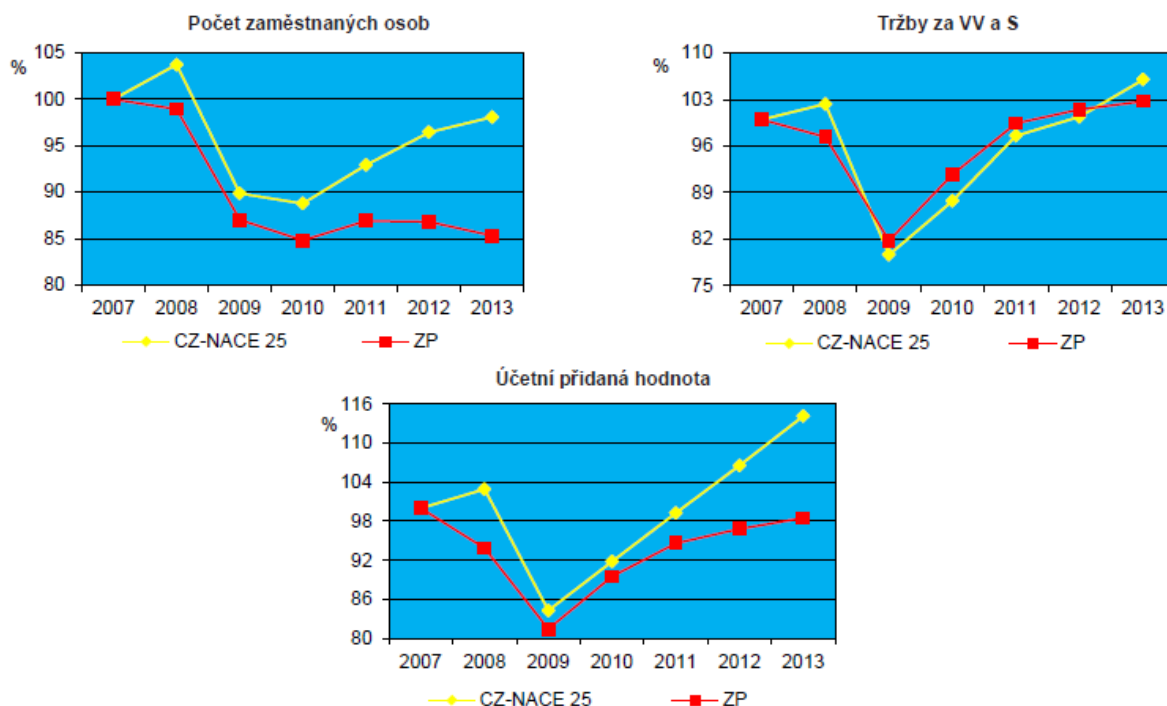 Počet zaměstnaných osob
%
105
100
95
90
85
80
2007 2008 2009 2010 2011 2012 2013
CZ-NACE 25 ZP
Tržby za VV a S
%
110
103
96
89
82
75
2007 2008 2009 2010 2011 2012 2013
CZ-NACE 25 ZP
Účetní přidaná hodnota
%
116
110
104
98
92
86
80
2007 2008 2009 2010 2011 2012 2013
CZ-NACE 25 ZP